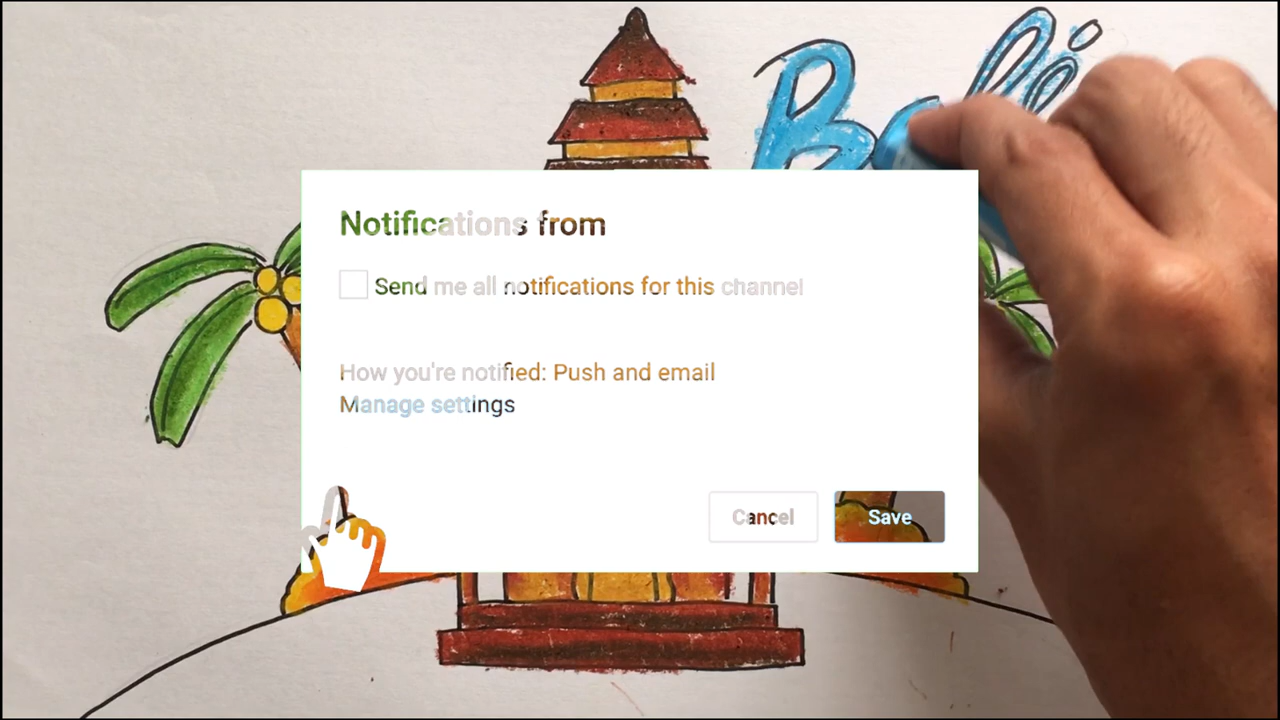 Bali
Notifications from
Send me all notifications for this channel
How you're notified: Push and email
Manage settings
Cancel
Save